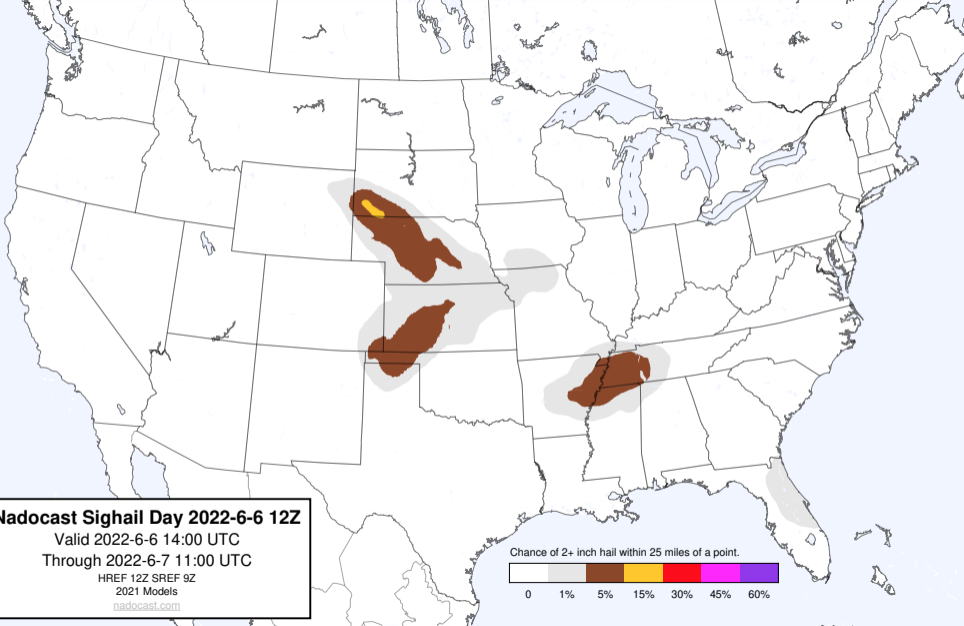 Nadocast Sighail Day 2022-6-6 12Z
Valid 2022-6-6 14:00 UTC
Through 2022-6-7 11:00 UTC
HREF 12Z SREF 9Z
2021 Models
nadocast.com
Chance of 2+ inch hail within 25 miles of a point.
0 1% 5% 15% 30% 45% 60%